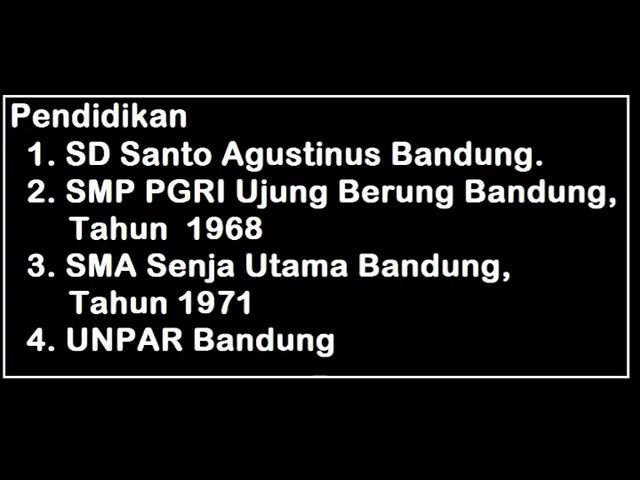 Pendidikan
1. SD Santo Agustinus Bandung.
2. SMP PGRI Ujung Berung Bandung,
Tahun 1968
3. SMA Senja Utama Bandung,
Tahun 1971
4. UNPAR Bandung